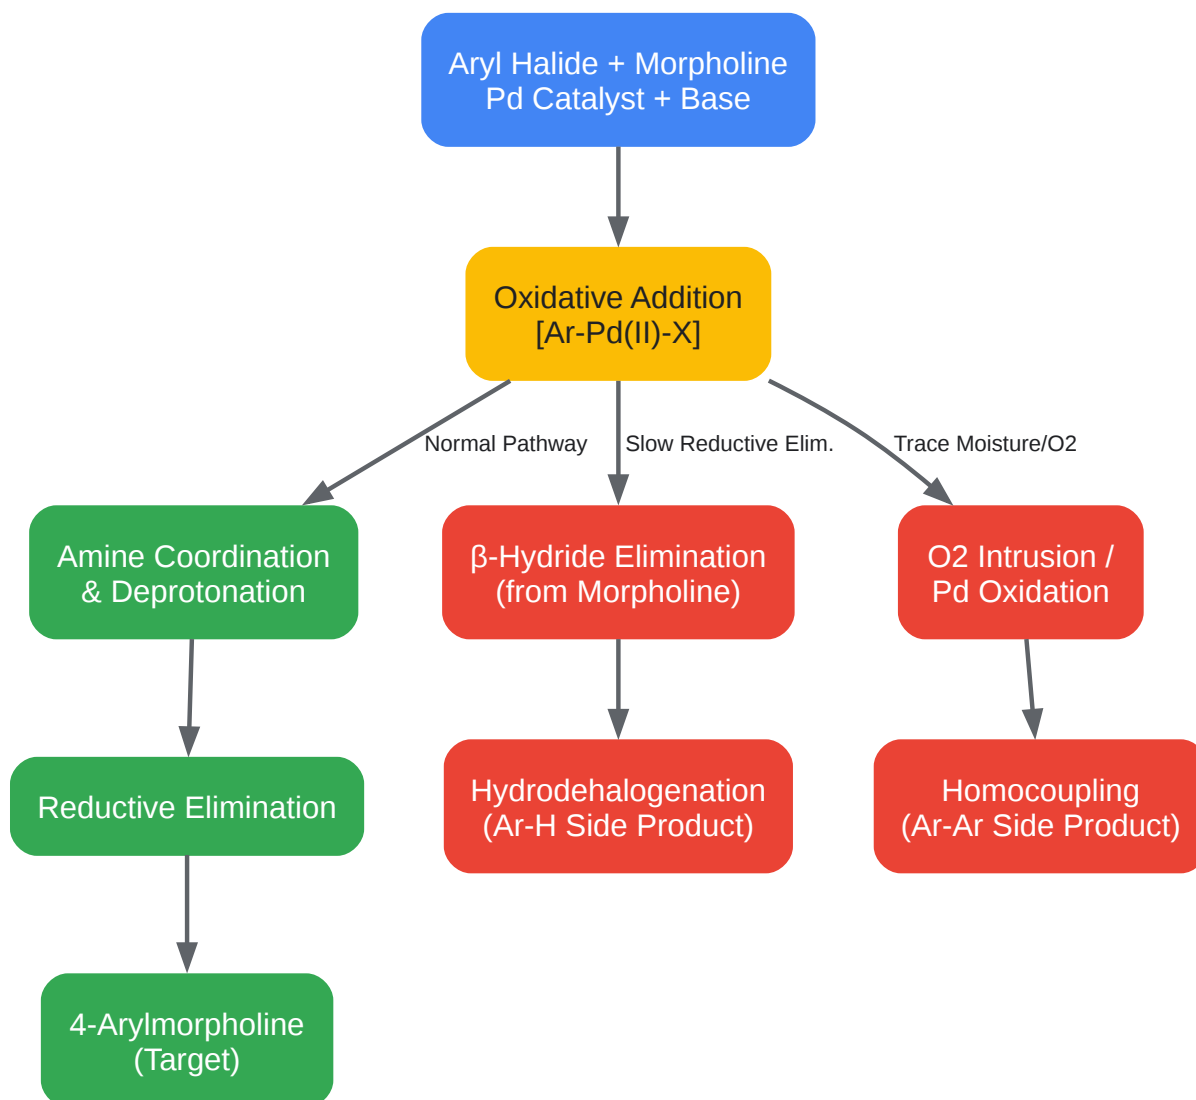 Aryl Halide + Morpholine
Pd Catalyst + Base
Oxidative Addition
[Ar-Pd(II)-X]
Normal Pathway
Slow Reductive Elim.
Trace Moisture/O2
Amine Coordination
& Deprotonation
β-Hydride Elimination
(from Morpholine)
O2 Intrusion /
Pd Oxidation
Reductive Elimination
Hydrodehalogenation
(Ar-H Side Product)
Homocoupling
(Ar-Ar Side Product)
4-Arylmorpholine
(Target)